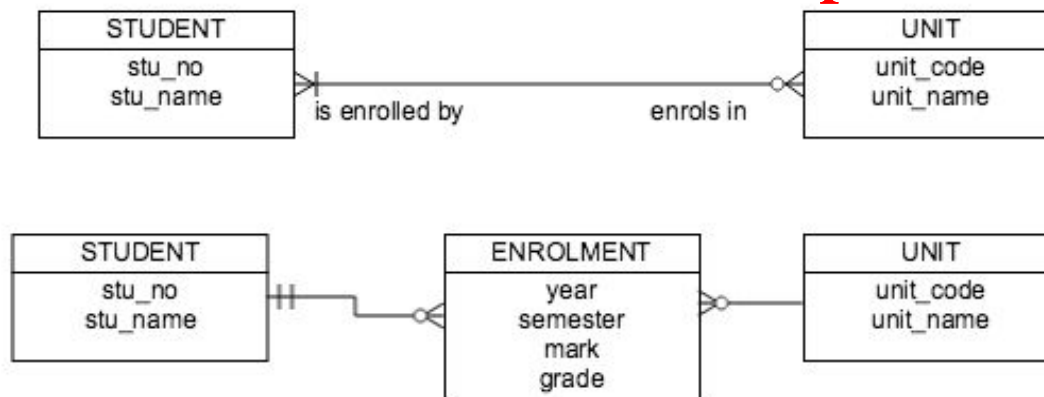 STUDENT
stu_no
stu_name
is enrolled by
enrols in
UNIT
unit_code
unit_name
STUDENT
stu_no
stu_name
ENROLMENT
year
semester
mark
grade
UNIT
unit_code
unit_name